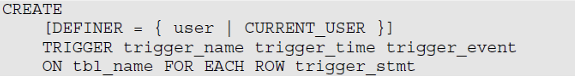 CREATE
[DEFINER = { user | CURRENT_USER }]
TRIGGER trigger_name trigger_time trigger_event
ON tbl_name FOR EACH ROW trigger_stmt